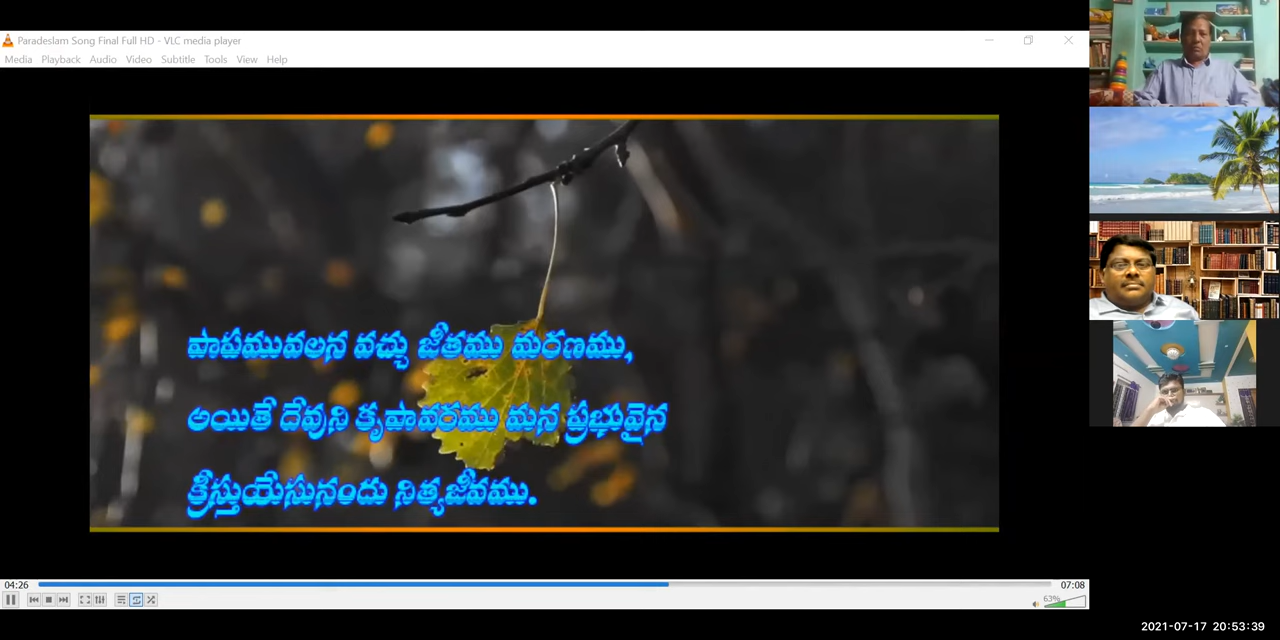 Paradeslam Song Final Full HD - VLC media player
Media Playback Audio Video Subtitle Tools View Help
పాపమువలన వచ్చు జీతము మరణము,
అయితే దేవుని కృపావరము మన ప్రభువైన
క్రీస్తుయేసునందు నిత్యజీవము.
04:26 07:08
63%
2021-07-17 20:53:39